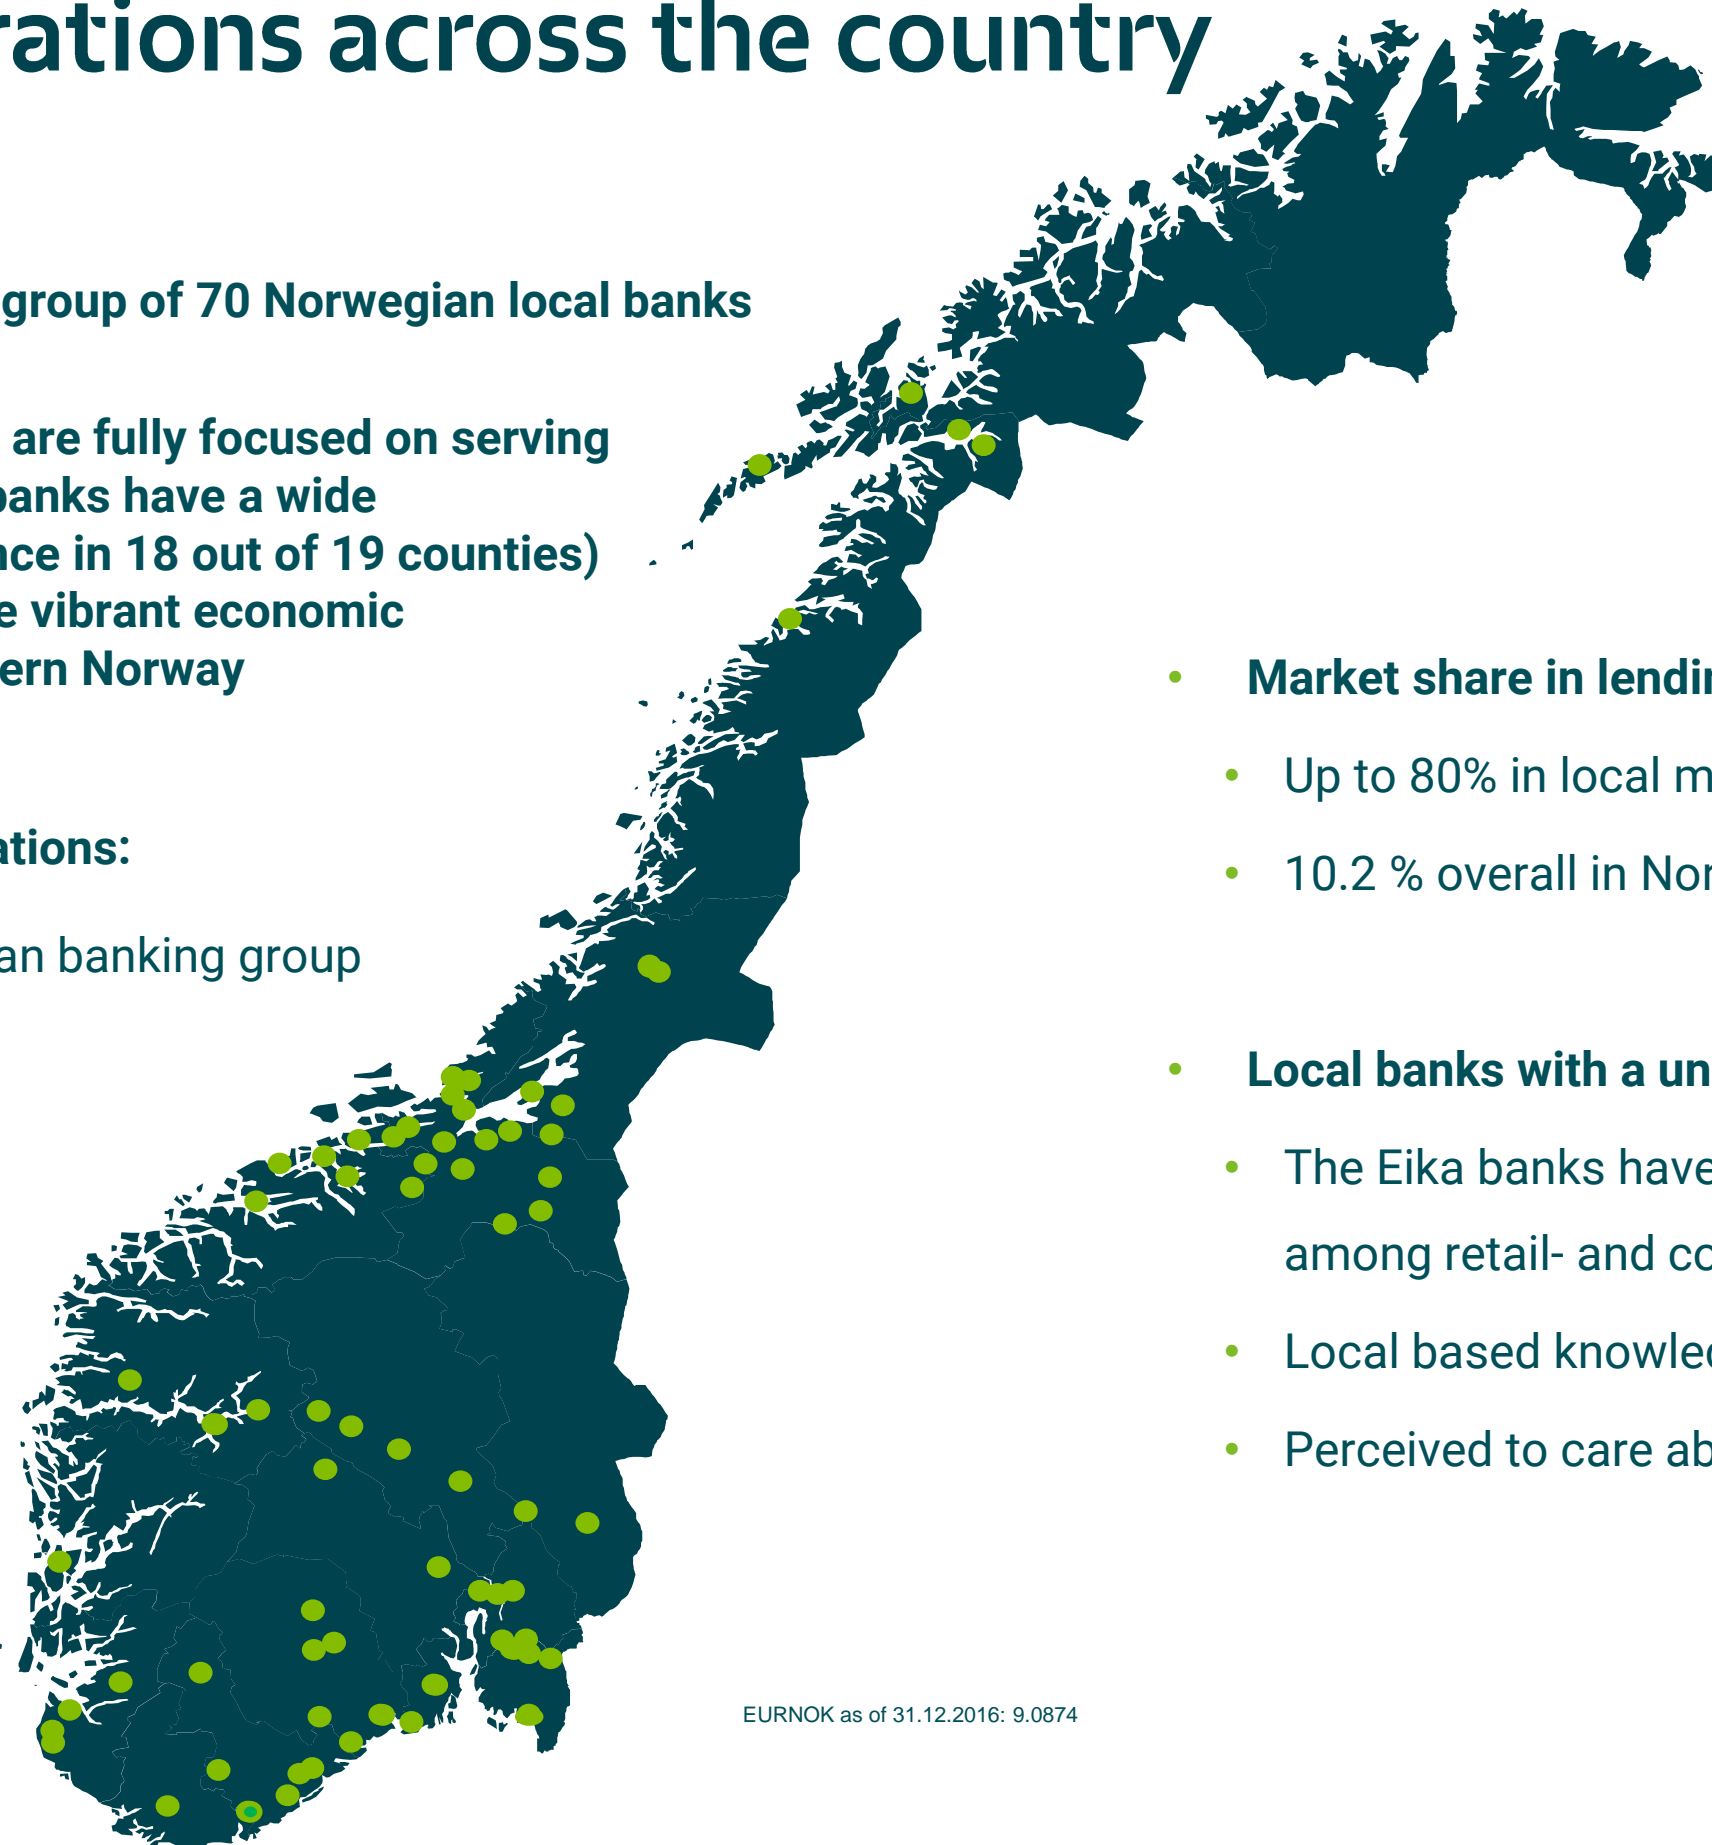 rations across the country
group of 70 Norwegian local banks
are fully focused on serving
banks have a wide
nce in 18 out of 19 counties)
e vibrant economic
ern Norway
ations:
an banking group
• Market share in lendin
• Up to 80% in local m
• 10.2 % overall in Nor
• Local banks with a un
• The Eika banks have
among retail- and co
• Local based knowled
• Perceived to care ab
EURNOK as of 31.12.2016: 9.0874